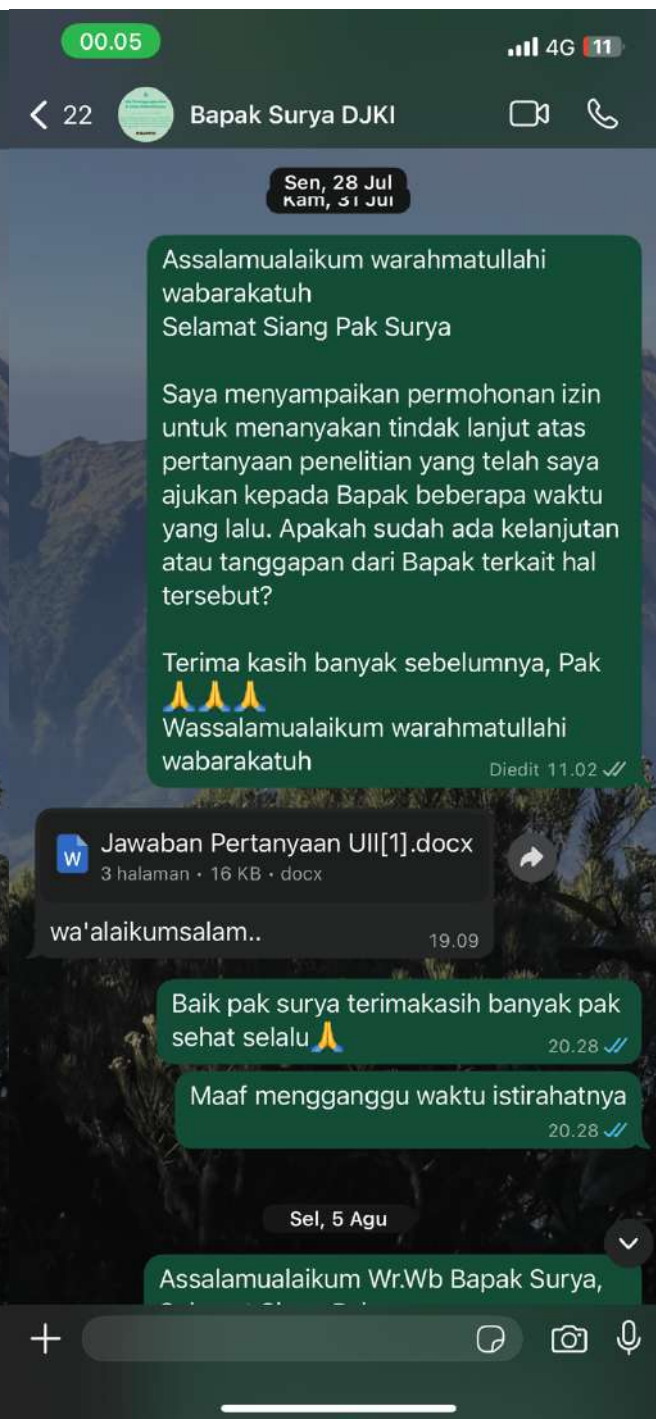 00.05
4G 11
22 Bapak Surya DJKI
Sen, 28 Jul
Kam, 31 Jul
Assalamualaikum warahmatullahi
wabarakatuh
Selamat Siang Pak Surya
Saya menyampaikan permohonan izin
untuk menanyakan tindak lanjut atas
pertanyaan penelitian yang telah saya
ajukan kepada Bapak beberapa waktu
yang lalu. Apakah sudah ada kelanjutan
atau tanggapan dari Bapak terkait hal
tersebut?
Terima kasih banyak sebelumnya, Pak
🙏🙏🙏
Wassalamualaikum warahmatullahi
wabarakatuh
Diedit 11.02
W
Jawaban Pertanyaan UII[1].docx
3 halaman • 16 KB • docx
wa'alaikumsalam..
19.09
Baik pak surya terimakasih banyak pak
sehat selalu🙏
20.28
Maaf mengganggu waktu istirahatnya
20.28
Sel, 5 Agu
Assalamualaikum Wr.Wb Bapak Surya,